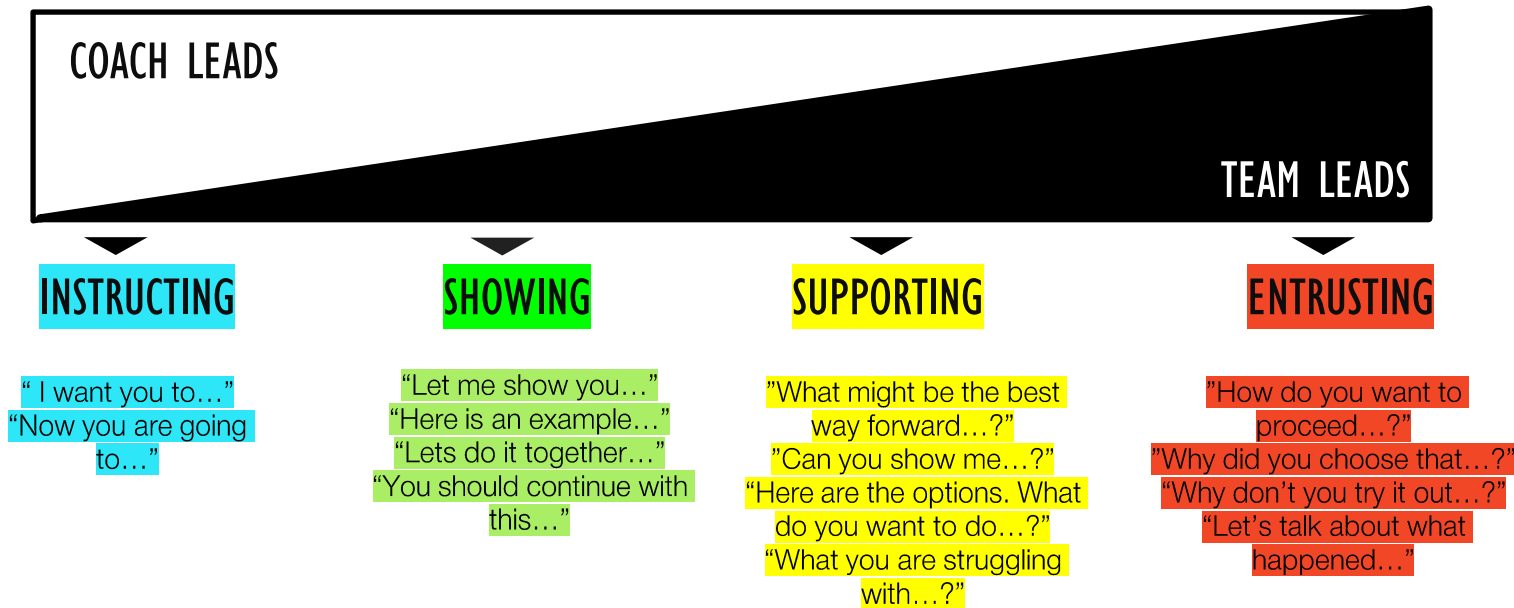 COACH LEADS
TEAM LEADS
INSTRUCTING
“ I want you to…”
“Now you are going
to…”
SHOWING
“Let me show you…”
“Here is an example…”
“Lets do it together…”
“You should continue with
this…”
SUPPORTING
”What might be the best
way forward…?”
”Can you show me…?”
“Here are the options. What
do you want to do…?”
“What you are struggling
with…?”
ENTRUSTING
”How do you want to
proceed…?”
”Why did you choose that…?”
“Why don’t you try it out…?”
“Let’s talk about what
happened…”